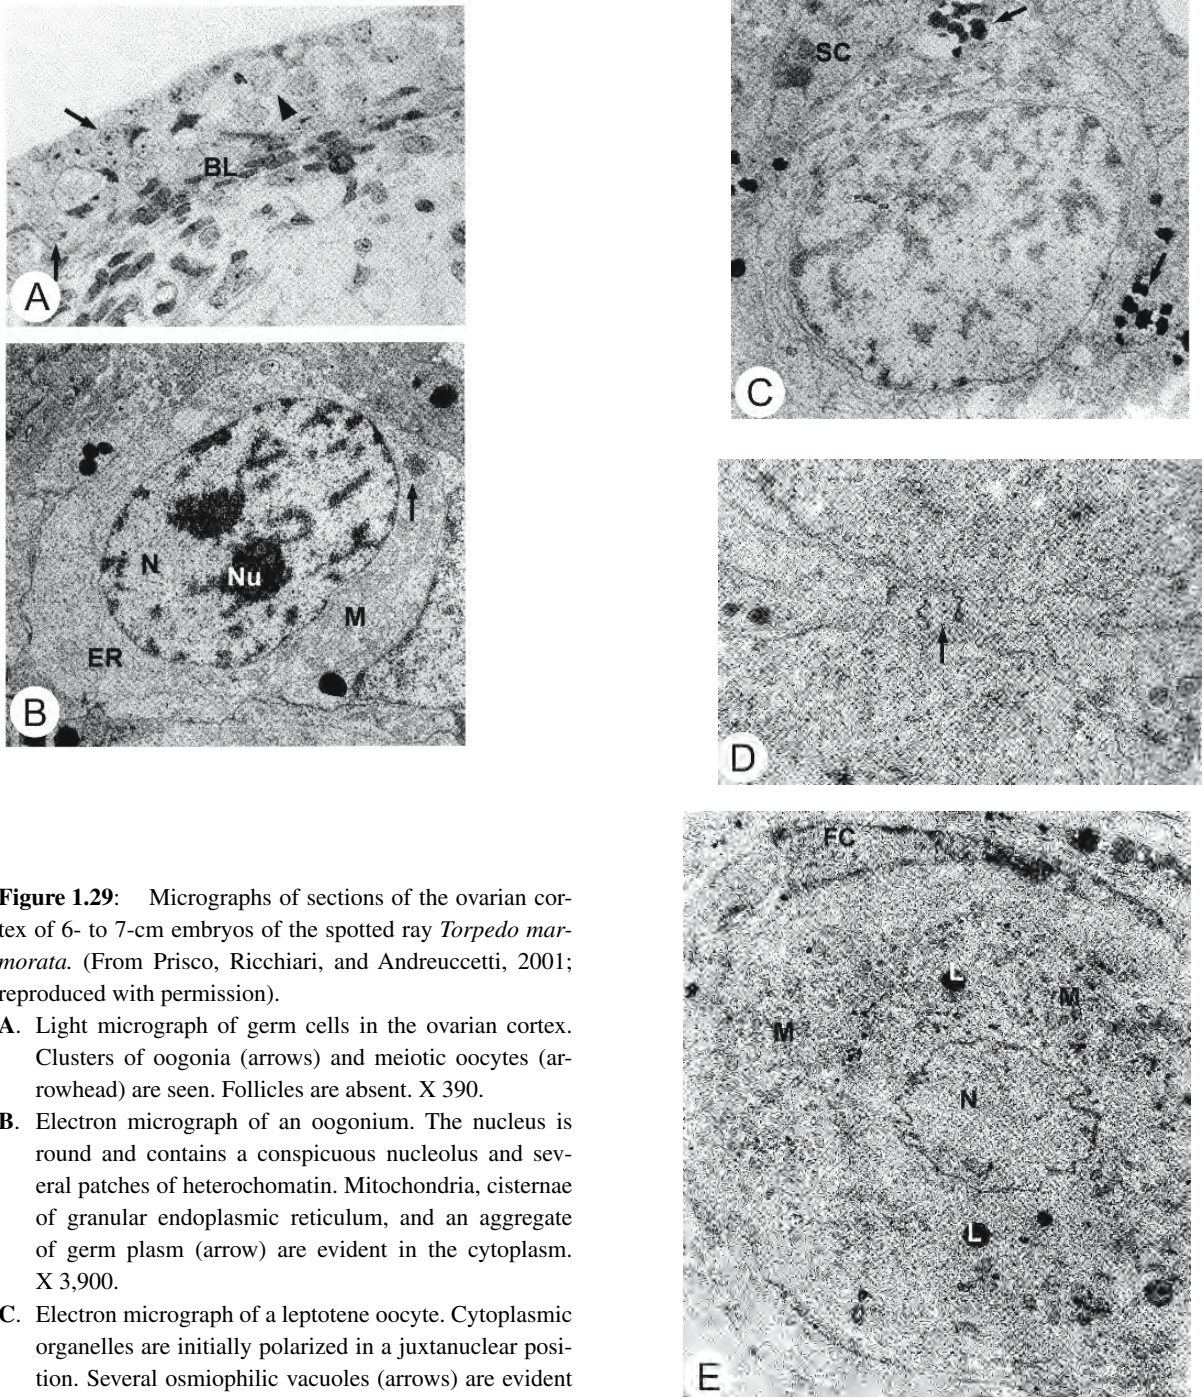 BL
A
N
Nu
M
ER
B
SC
C
D
FC
L
M
M
N
L
E
Figure 1.29: Micrographs of sections of the ovarian cor-
tex of 6- to 7-cm embryos of the spotted ray Torpedo mar-
morata. (From Prisco, Ricchiari, and Andreuccetti, 2001;
reproduced with permission).
A. Light micrograph of germ cells in the ovarian cortex.
Clusters of oogonia (arrows) and meiotic oocytes (ar-
rowhead) are seen. Follicles are absent. X 390.
B. Electron micrograph of an oogonium. The nucleus is
round and contains a conspicuous nucleolus and sev-
eral patches of heterochomatin. Mitochondria, cisternae
of granular endoplasmic reticulum, and an aggregate
of germ plasm (arrow) are evident in the cytoplasm.
X 3,900.
C. Electron micrograph of a leptotene oocyte. Cytoplasmic
organelles are initially polarized in a juxtanuclear posi-
tion. Several osmiophilic vacuoles (arrows) are evident